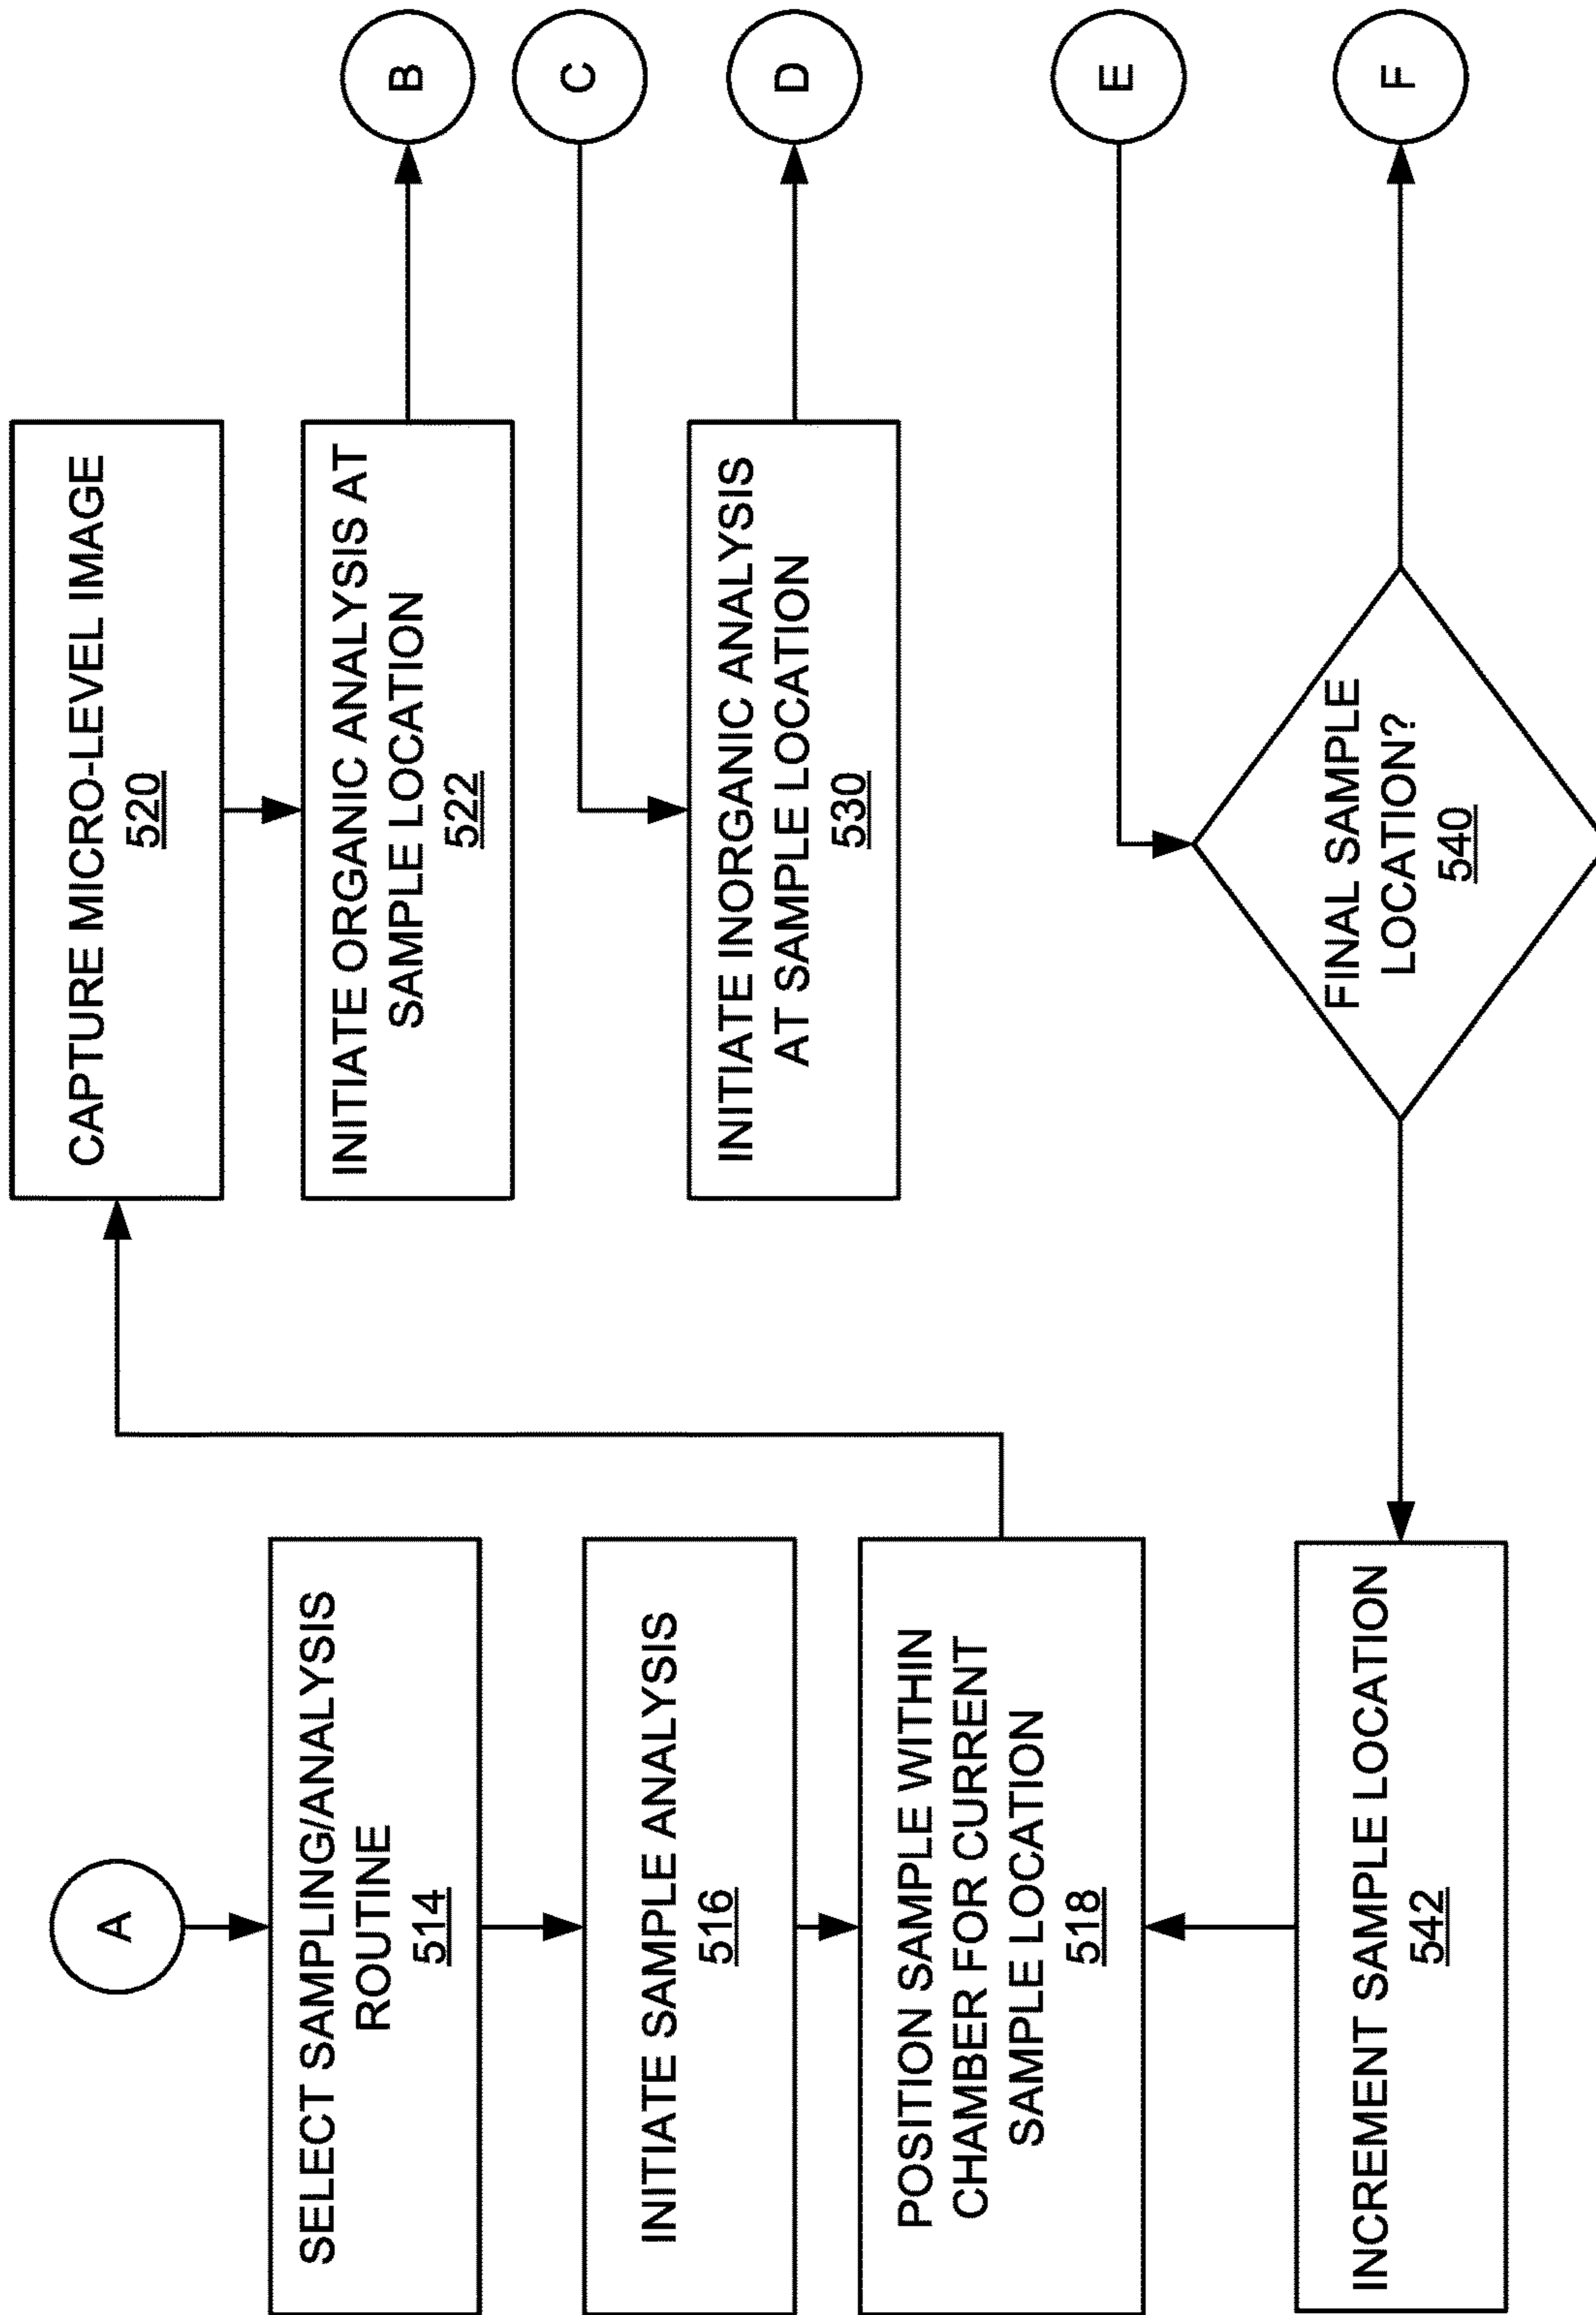 A
SELECT SAMPLING/ANALYSIS
ROUTINE
514
INITIATE SAMPLE ANALYSIS
516
POSITION SAMPLE WITHIN
CHAMBER FOR CURRENT
SAMPLE LOCATION
518
INCREMENT SAMPLE LOCATION
542
CAPTURE MICRO-LEVEL IMAGE
520
INITIATE ORGANIC ANALYSIS AT
SAMPLE LOCATION
522
INITIATE INORGANIC ANALYSIS
AT SAMPLE LOCATION
530
FINAL SAMPLE
LOCATION?
540
B
C
D
E
F